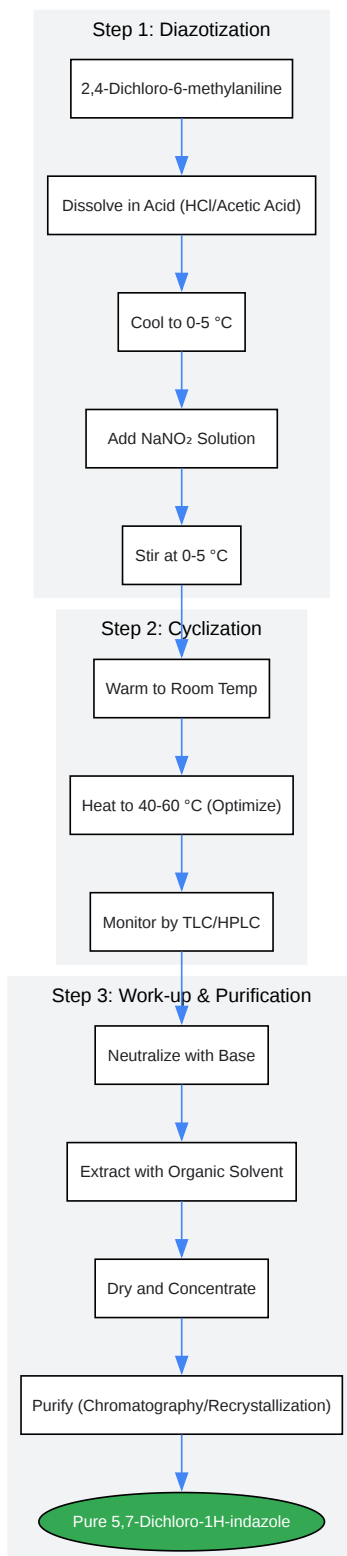 Step 1: Diazotization
2,4-Dichloro-6-methylaniline
Dissolve in Acid (HCl/Acetic Acid)
Cool to 0-5 °C
Add NaNO₂ Solution
Stir at 0-5 °C
Step 2: Cyclization
Warm to Room Temp
Heat to 40-60 °C (Optimize)
Monitor by TLC/HPLC
Step 3: Work-up & Purification
Neutralize with Base
Extract with Organic Solvent
Dry and Concentrate
Purify (Chromatography/Recrystallization)
Pure 5,7-Dichloro-1H-indazole